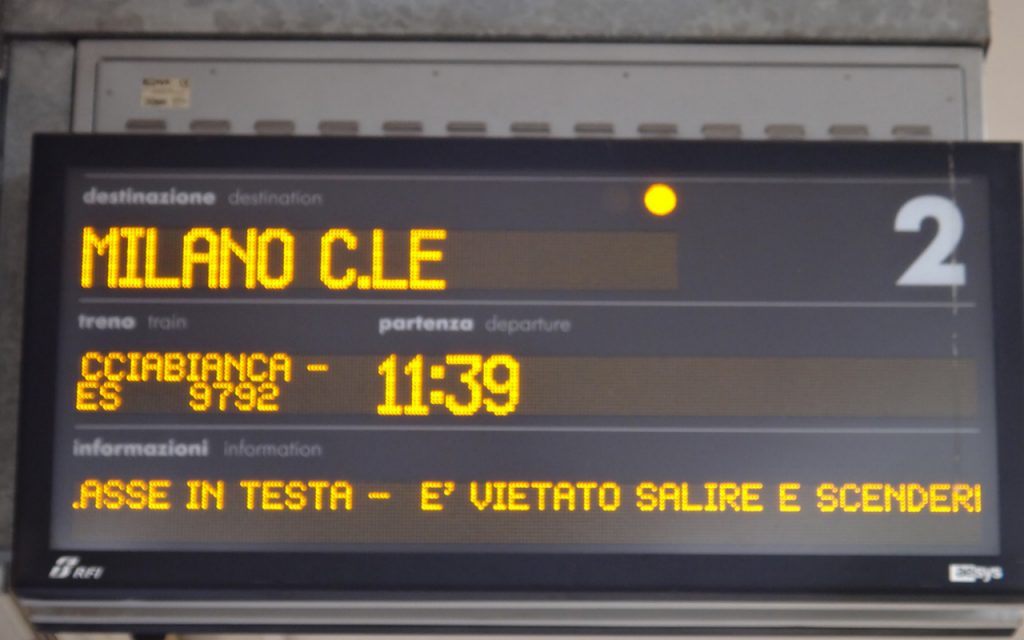 destinazione destination
2
MILANO C.LE
treno train partenza departure
CCIABIANCA -
ES 9792
11:39
informazioni information
.ASSE IN TESTA - E' VIETATO SALIRE E SCENDER
RFI